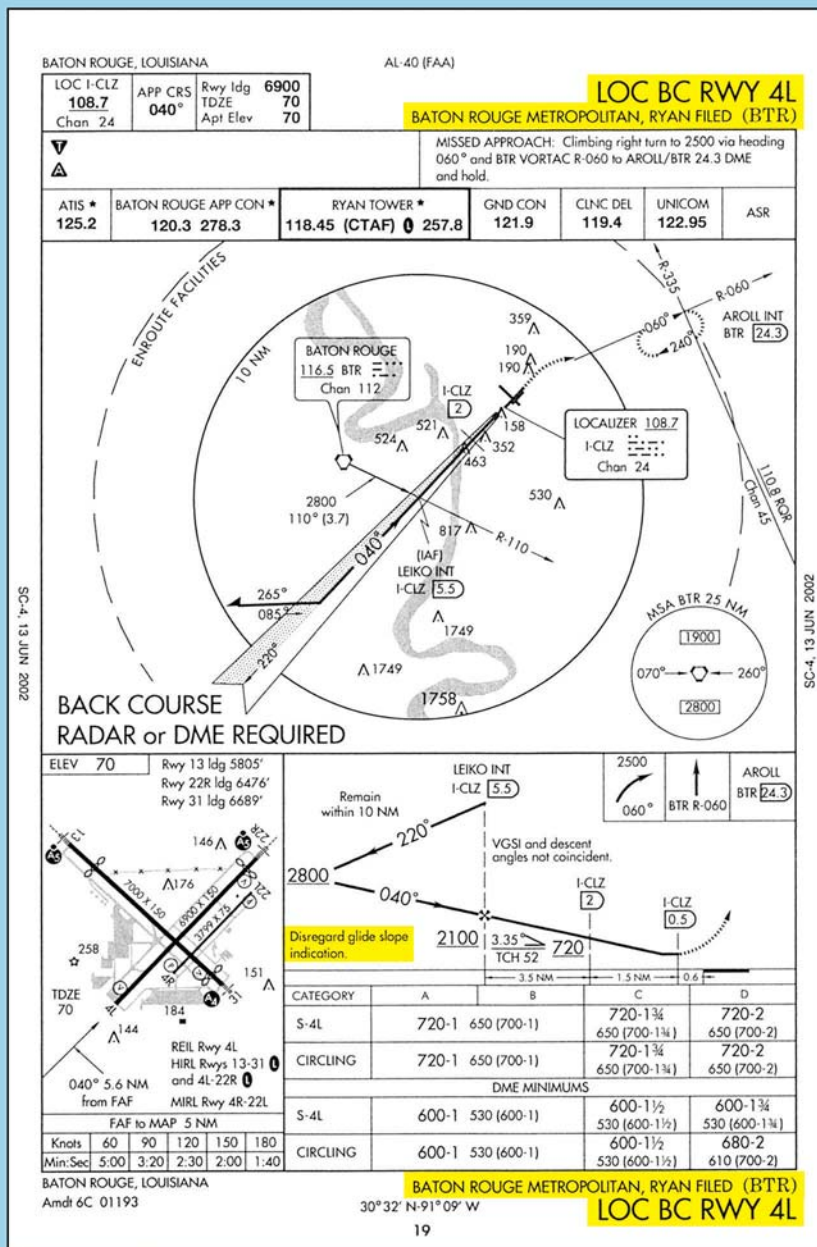 BATON ROUGE, LOUISIANA
AL-40 (FAA)
LOC I-CLZ
108.7
Chan 24
APP CRS
040°
Rwy ldg 6900
TDZE 70
Apt Elev 70
LOC BC RWY 4L
BATON ROUGE METROPOLITAN, RYAN FILED (BTR)
T
A
MISSED APPROACH: Climbing right turn to 2500 via heading
060° and BTR VORTAC R-060 to AROLL/BTR 24.3 DME
and hold.
ATIS ★
125.2
BATON ROUGE APP CON ★
120.3 278.3
RYAN TOWER ★
118.45 (CTAF) L 257.8
GND CON
121.9
CLNC DEL
119.4
UNICOM
122.95
ASR
ENROUTE FACILITIES
10 NM
BATON ROUGE
116.5 BTR
Chan 112
I-CLZ
2
359
190
190
158
521
524
352
463
530
817
LOCALIZER 108.7
I-CLZ
Chan 24
R-335
R-060
060°
240°
AROLL INT
BTR 24.3
110.8 RQR
Chan 45
2800
110° (3.7)
R-110
040°
(IAF)
LEIKO INT
I-CLZ 5.5
265°
085°
220°
1749
1749
1758
MSA BTR 25 NM
1900
070°
260°
2800
BACK COURSE
RADAR or DME REQUIRED
SC-4, 13 JUN 2002
SC-4, 13 JUN 2002
ELEV 70
Rwy 13 ldg 5805'
Rwy 22R ldg 6476'
Rwy 31 ldg 6689'
146
A5
A5
13
22R
176
7000 X 150
6900 X 150
3799 X 75
22L
258
TDZE
70
4R
151
31
A4
4L
184
144
040° 5.6 NM
from FAF
REIL Rwy 4L
HIRL Rwys 13-31 L
and 4L-22R L
MIRL Rwy 4R-22L
FAF to MAP 5 NM
Knots 60 90 120 150 180
Min:Sec 5:00 3:20 2:30 2:00 1:40
LEIKO INT
I-CLZ 5.5
Remain
within 10 NM
220°
2800
040°
VGSI and descent
angles not coincident.
2500
060°
BTR R-060
AROLL
BTR 24.3
I-CLZ
2
I-CLZ
0.5
Disregard glide slope
indication.
2100
3.35°
TCH 52
720
3.5 NM
1.5 NM
0.6
CATEGORY A B C D
S-4L 720-1 650 (700-1) 720-1¾ 650 (700-1¾) 720-2 650 (700-2)
CIRCLING 720-1 650 (700-1) 720-1¾ 650 (700-1¾) 720-2 650 (700-2)
DME MINIMUMS
S-4L 600-1 530 (600-1) 600-1½ 530 (600-1½) 600-1¾ 530 (600-1¾)
CIRCLING 600-1 530 (600-1) 600-1½ 530 (600-1½) 680-2 610 (700-2)
BATON ROUGE, LOUISIANA
Amdt 6C 01193
30°32' N-91°09' W
BATON ROUGE METROPOLITAN, RYAN FILED (BTR)
LOC BC RWY 4L
19